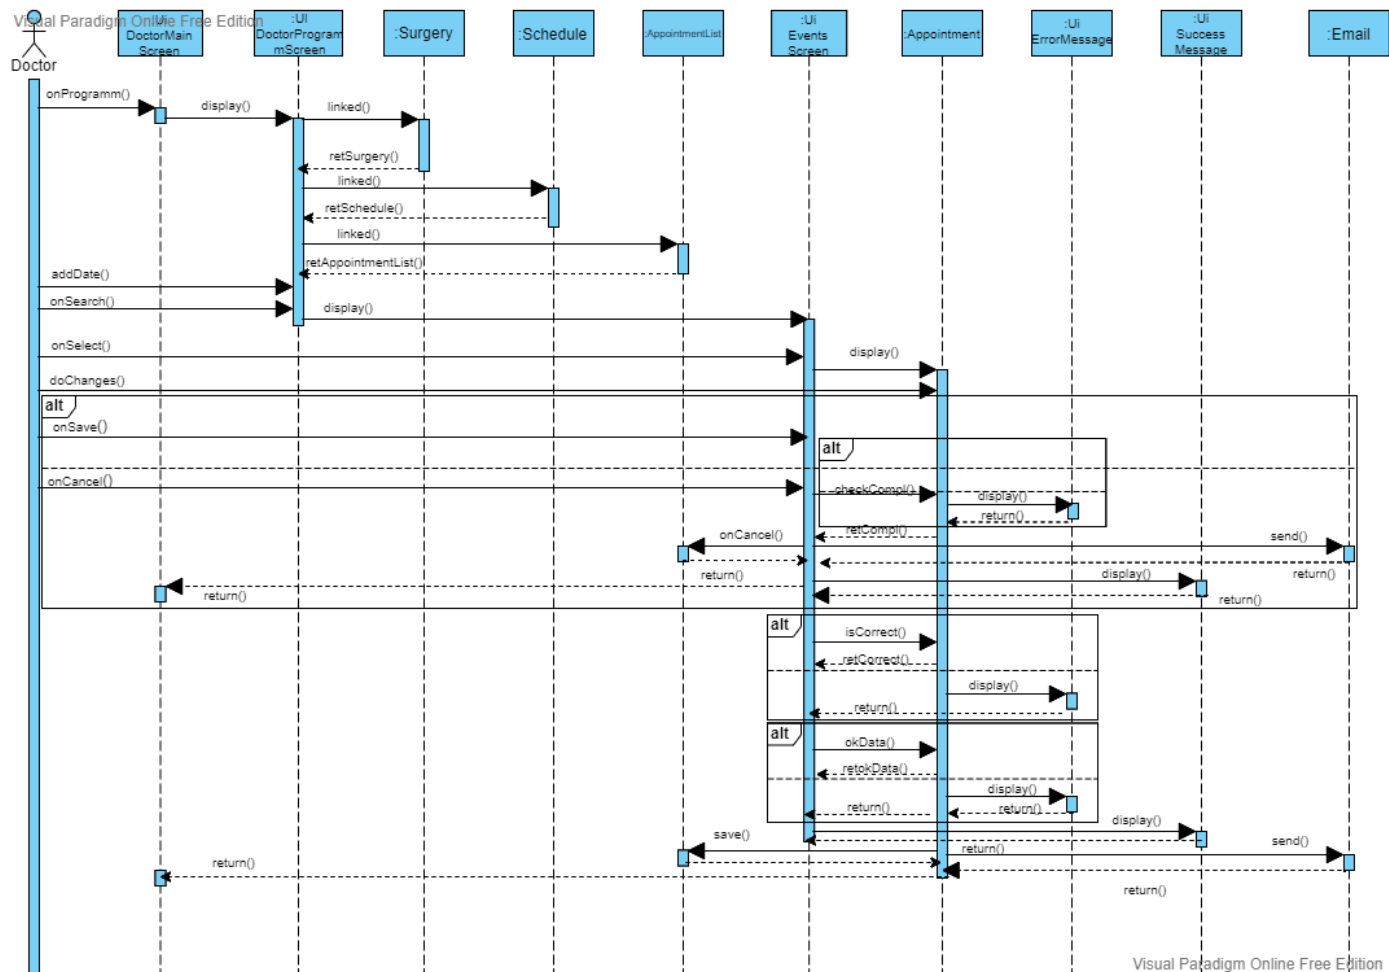 Visual Paradigm Online Free Edition
Doctor
:Ui
DoctorMain
Screen
:UI
DoctorProgram
mScreen
:Surgery
:Schedule
:AppointmentList
:Ui
Events
Screen
:Appointment
:Ui
ErrorMessage
:Ui
Success
Message
:Email
onProgramm()
display()
linked()
retSurgery()
linked()
retSchedule()
linked()
retAppointmentList()
addDate()
onSearch()
display()
onSelect()
display()
doChanges()
alt
onSave()
alt
onCancel()
checkCompl()
display()
return()
retCompl()
onCancel()
send()
return()
display()
return()
return()
return()
alt
isCorrect()
retCorrect()
display()
return()
alt
okData()
retokData()
display()
return()
return()
display()
save()
return()
send()
return()
return()
Visual Paradigm Online Free Edition